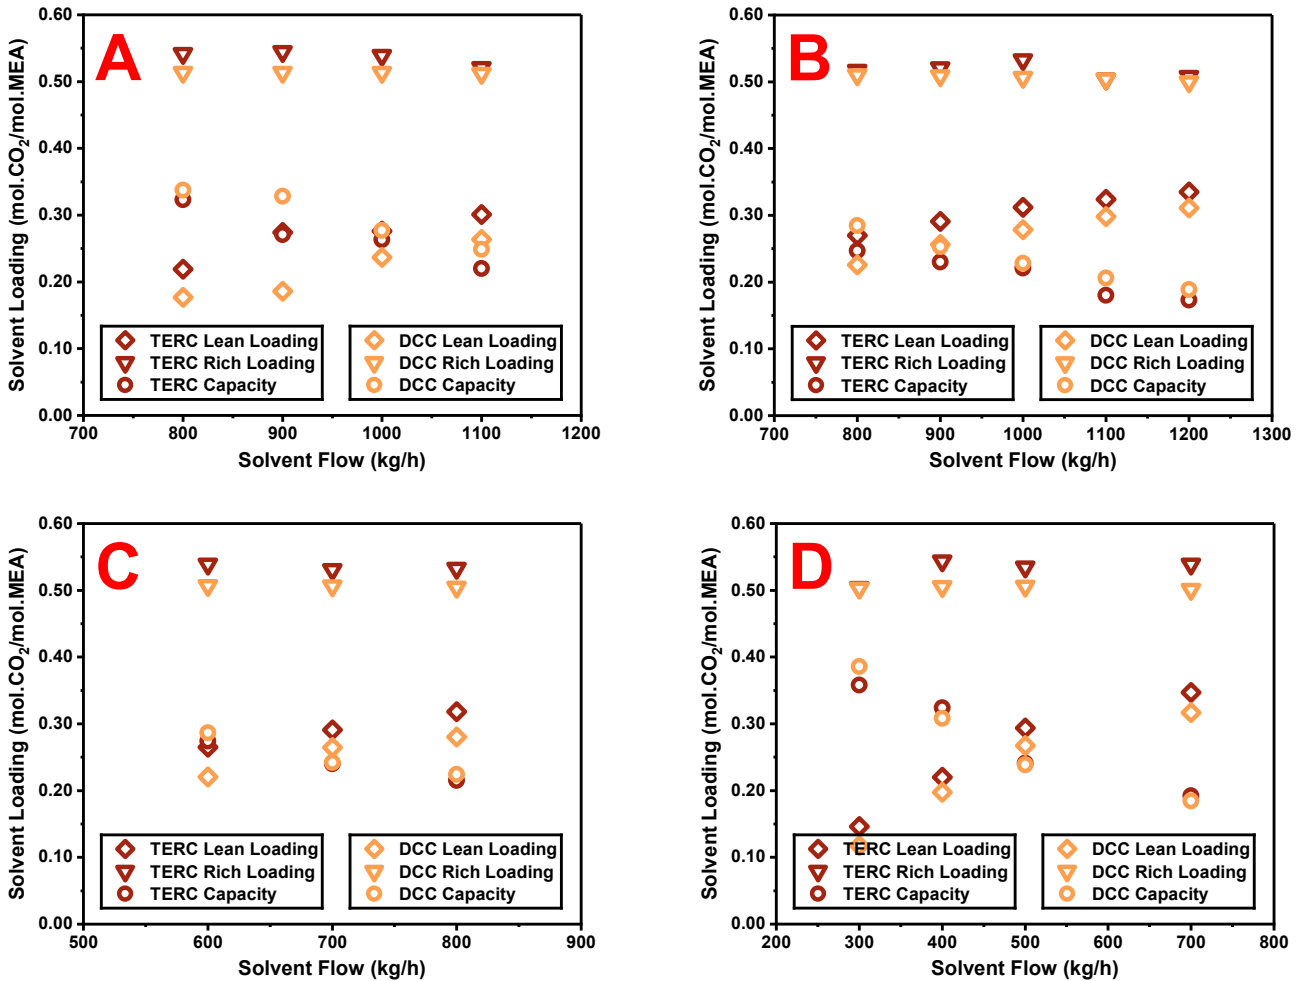 A
Solvent Loading (mol.CO₂/mol.MEA)
0.60
0.50
0.40
0.30
0.20
0.10
0.00
TERC Lean Loading
TERC Rich Loading
TERC Capacity
DCC Lean Loading
DCC Rich Loading
DCC Capacity
700 800 900 1000 1100 1200
Solvent Flow (kg/h)
B
Solvent Loading (mol.CO₂/mol.MEA)
0.60
0.50
0.40
0.30
0.20
0.10
0.00
TERC Lean Loading
TERC Rich Loading
TERC Capacity
DCC Lean Loading
DCC Rich Loading
DCC Capacity
700 800 900 1000 1100 1200 1300
Solvent Flow (kg/h)
C
Solvent Loading (mol.CO₂/mol.MEA)
0.60
0.50
0.40
0.30
0.20
0.10
0.00
TERC Lean Loading
TERC Rich Loading
TERC Capacity
DCC Lean Loading
DCC Rich Loading
DCC Capacity
500 600 700 800 900
Solvent Flow (kg/h)
D
Solvent Loading (mol.CO₂/mol.MEA)
0.60
0.50
0.40
0.30
0.20
0.10
0.00
TERC Lean Loading
TERC Rich Loading
TERC Capacity
DCC Lean Loading
DCC Rich Loading
DCC Capacity
200 300 400 500 600 700 800
Solvent Flow (kg/h)